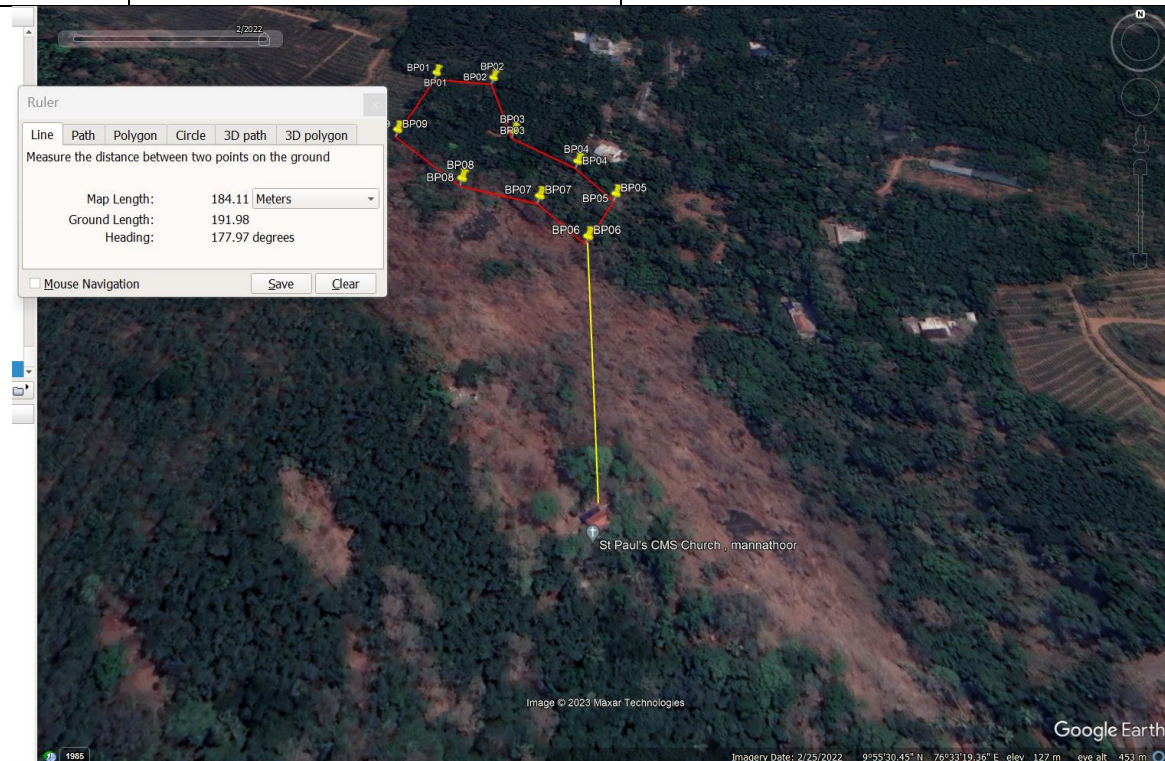 2/2022
Ruler
Line Path Polygon Circle 3D path 3D polygon
Measure the distance between two points on the ground
Map Length: 184.11 Meters
Ground Length: 191.98
Heading: 177.97 degrees
Mouse Navigation Save Clear
N
BP01 BP02
BP01 BP02
BP03
BP03
9 BP09
BP04
BP04
BP08
BP08
BP07 BP07
BP05
BP05
BP06 BP06
St Paul's CMS Church , mannathoor
Image © 2023 Maxar Technologies
Google Earth
1985
Imagery Date: 2/25/2022 9°55'30.45" N 76°33'19.36" E elev 127 m eye alt 453 m